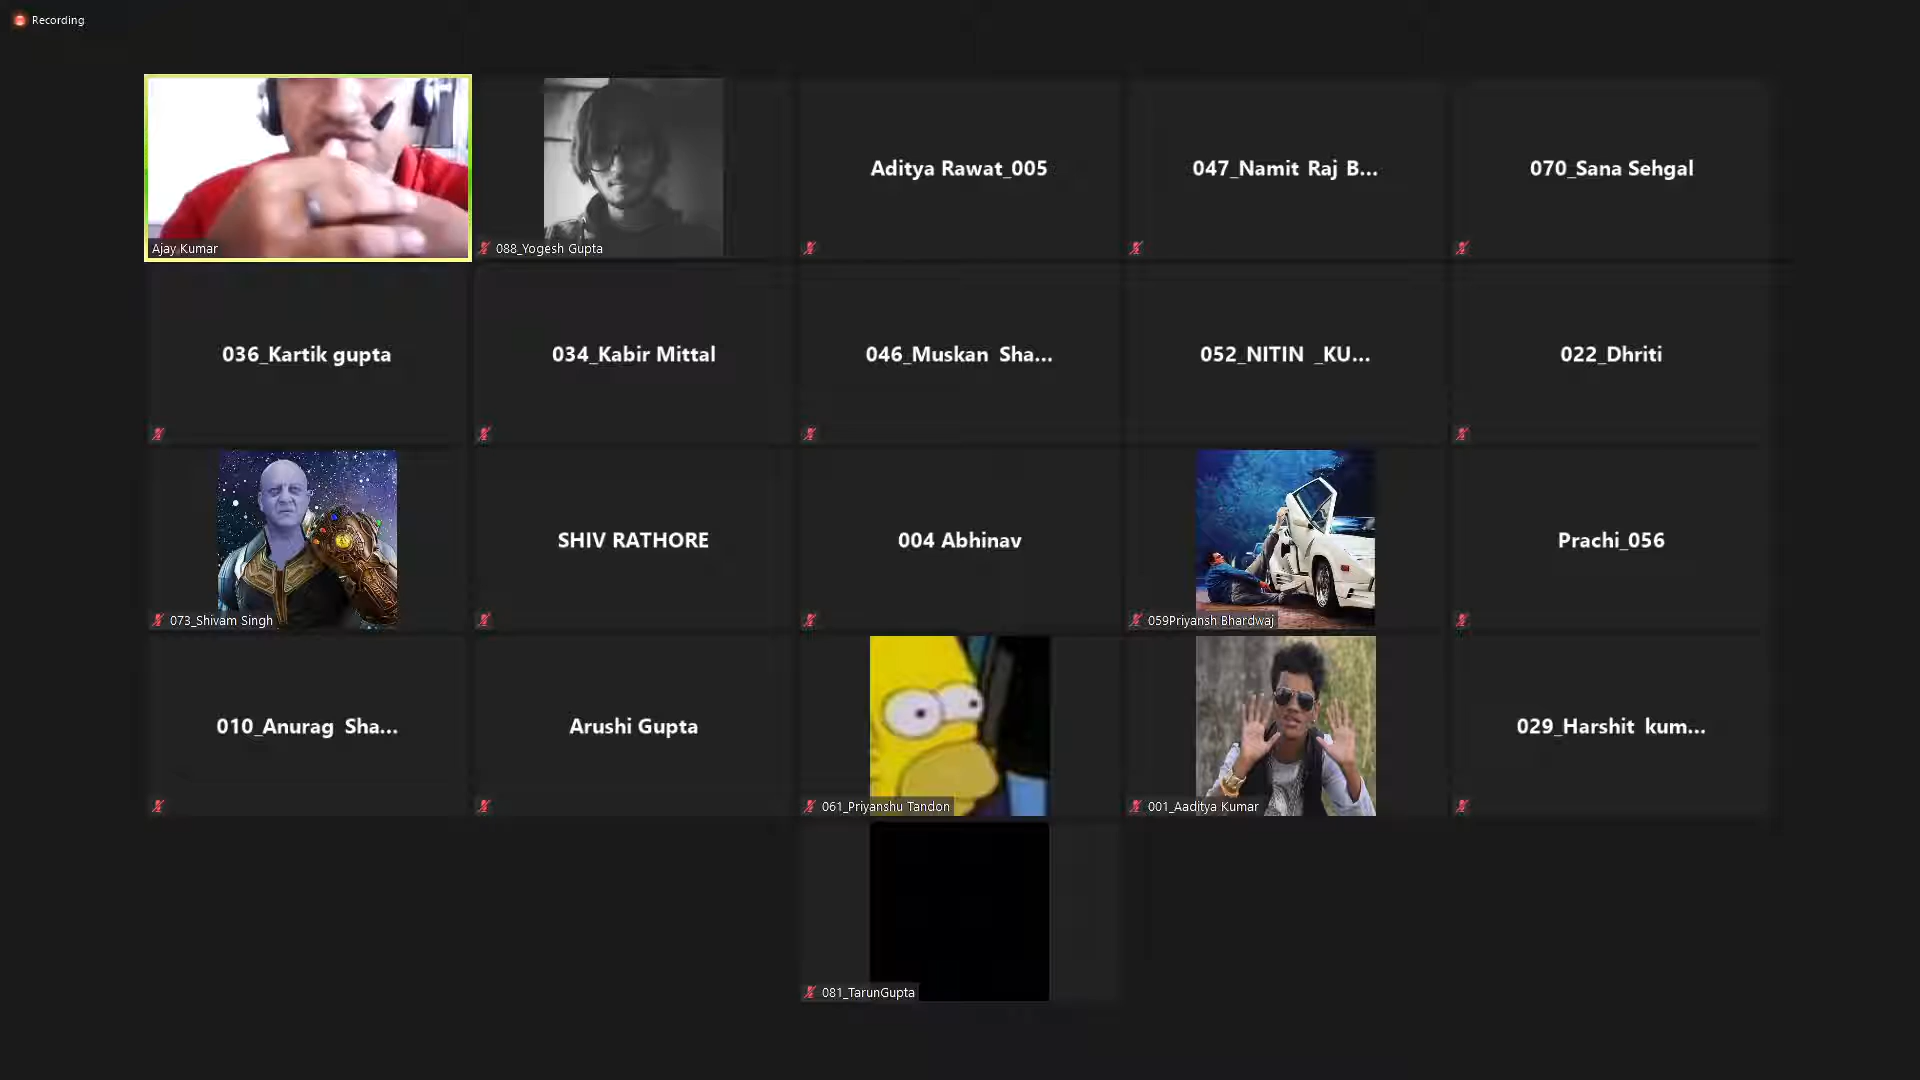 Recording
Ajay Kumar
088_Yogesh Gupta
Aditya Rawat_005
047_Namit Raj B...
070_Sana Sehgal
036_Kartik gupta
034_Kabir Mittal
046_Muskan Sha...
052_NITIN _KU...
022_Dhriti
073_Shivam Singh
SHIV RATHORE
004 Abhinav
059Priyansh Bhardwaj
Prachi_056
010_Anurag Sha...
Arushi Gupta
061_Priyanshu Tandon
001_Aaditya Kumar
029_Harshit kum...
081_TarunGupta